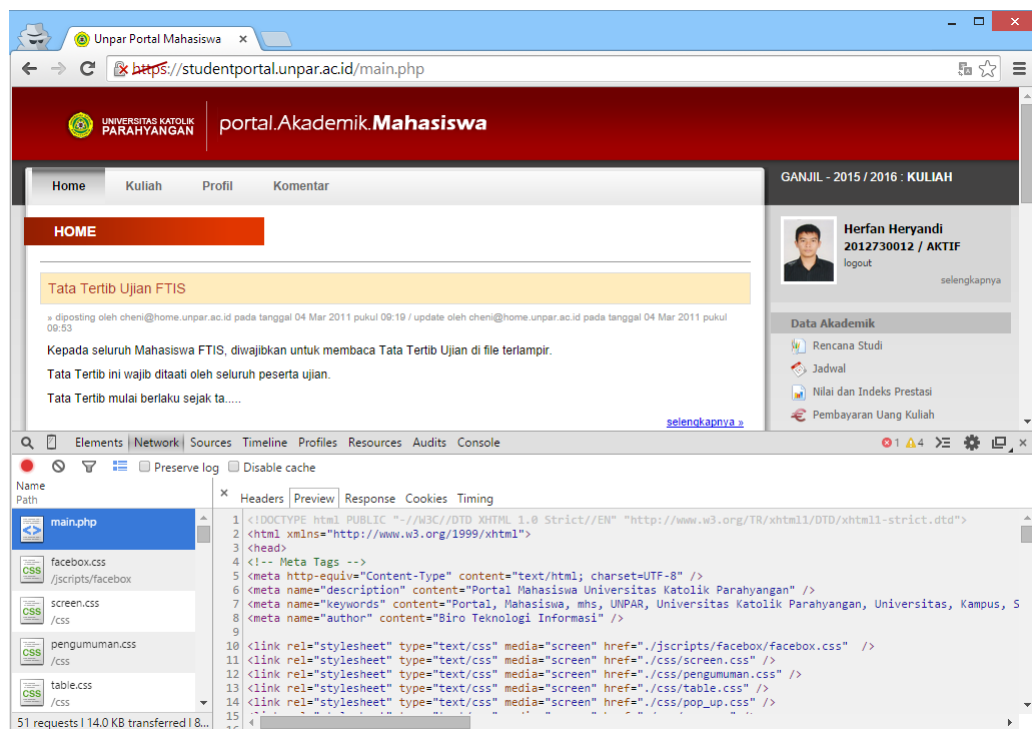 Unpar Portal Mahasiswa
https://studentportal.unpar.ac.id/main.php
UNIVERSITAS KATOLIK
PARAHYANGAN
portal.Akademik.Mahasiswa
Home Kuliah Profil Komentar
GANJIL - 2015 / 2016 : KULIAH
HOME
Herfan Heryandi
2012730012 / AKTIF
logout
selengkapnya
Tata Tertib Ujian FTIS
» diposting oleh cheni@home.unpar.ac.id pada tanggal 04 Mar 2011 pukul 09:19 / update oleh cheni@home.unpar.ac.id pada tanggal 04 Mar 2011 pukul
09:53
Kepada seluruh Mahasiswa FTIS, diwajibkan untuk membaca Tata Tertib Ujian di file terlampir.
Tata Tertib ini wajib ditaati oleh seluruh peserta ujian.
Tata Tertib mulai berlaku sejak ta.....
selengkapnya »
Data Akademik
Rencana Studi
Jadwal
Nilai dan Indeks Prestasi
Pembayaran Uang Kuliah
Elements Network Sources Timeline Profiles Resources Audits Console
1 4
Preserve log Disable cache
Name
Path
Headers Preview Response Cookies Timing
main.php
facebox.css
/jscripts/facebox
screen.css
/css
pengumuman.css
/css
table.css
/css
51 requests I 14.0 KB transferred I 8...
1 <!DOCTYPE html PUBLIC "-//W3C//DTD XHTML 1.0 Strict//EN" "http://www.w3.org/TR/xhtml1/DTD/xhtml1-strict.dtd">
2 <html xmlns="http://www.w3.org/1999/xhtml">
3 <head>
4 <!-- Meta Tags -->
5 <meta http-equiv="Content-Type" content="text/html; charset=UTF-8" />
6 <meta name="description" content="Portal Mahasiswa Universitas Katolik Parahyangan" />
7 <meta name="keywords" content="Portal, Mahasiswa, mhs, UNPAR, Universitas Katolik Parahyangan, Universitas, Kampus, S
8 <meta name="author" content="Biro Teknologi Informasi" />
9
10 <link rel="stylesheet" type="text/css" media="screen" href="./jscripts/facebox/facebox.css" />
11 <link rel="stylesheet" type="text/css" media="screen" href="./css/screen.css" />
12 <link rel="stylesheet" type="text/css" media="screen" href="./css/pengumuman.css" />
13 <link rel="stylesheet" type="text/css" media="screen" href="./css/table.css" />
14 <link rel="stylesheet" type="text/css" media="screen" href="./css/pop_up.css" />
15